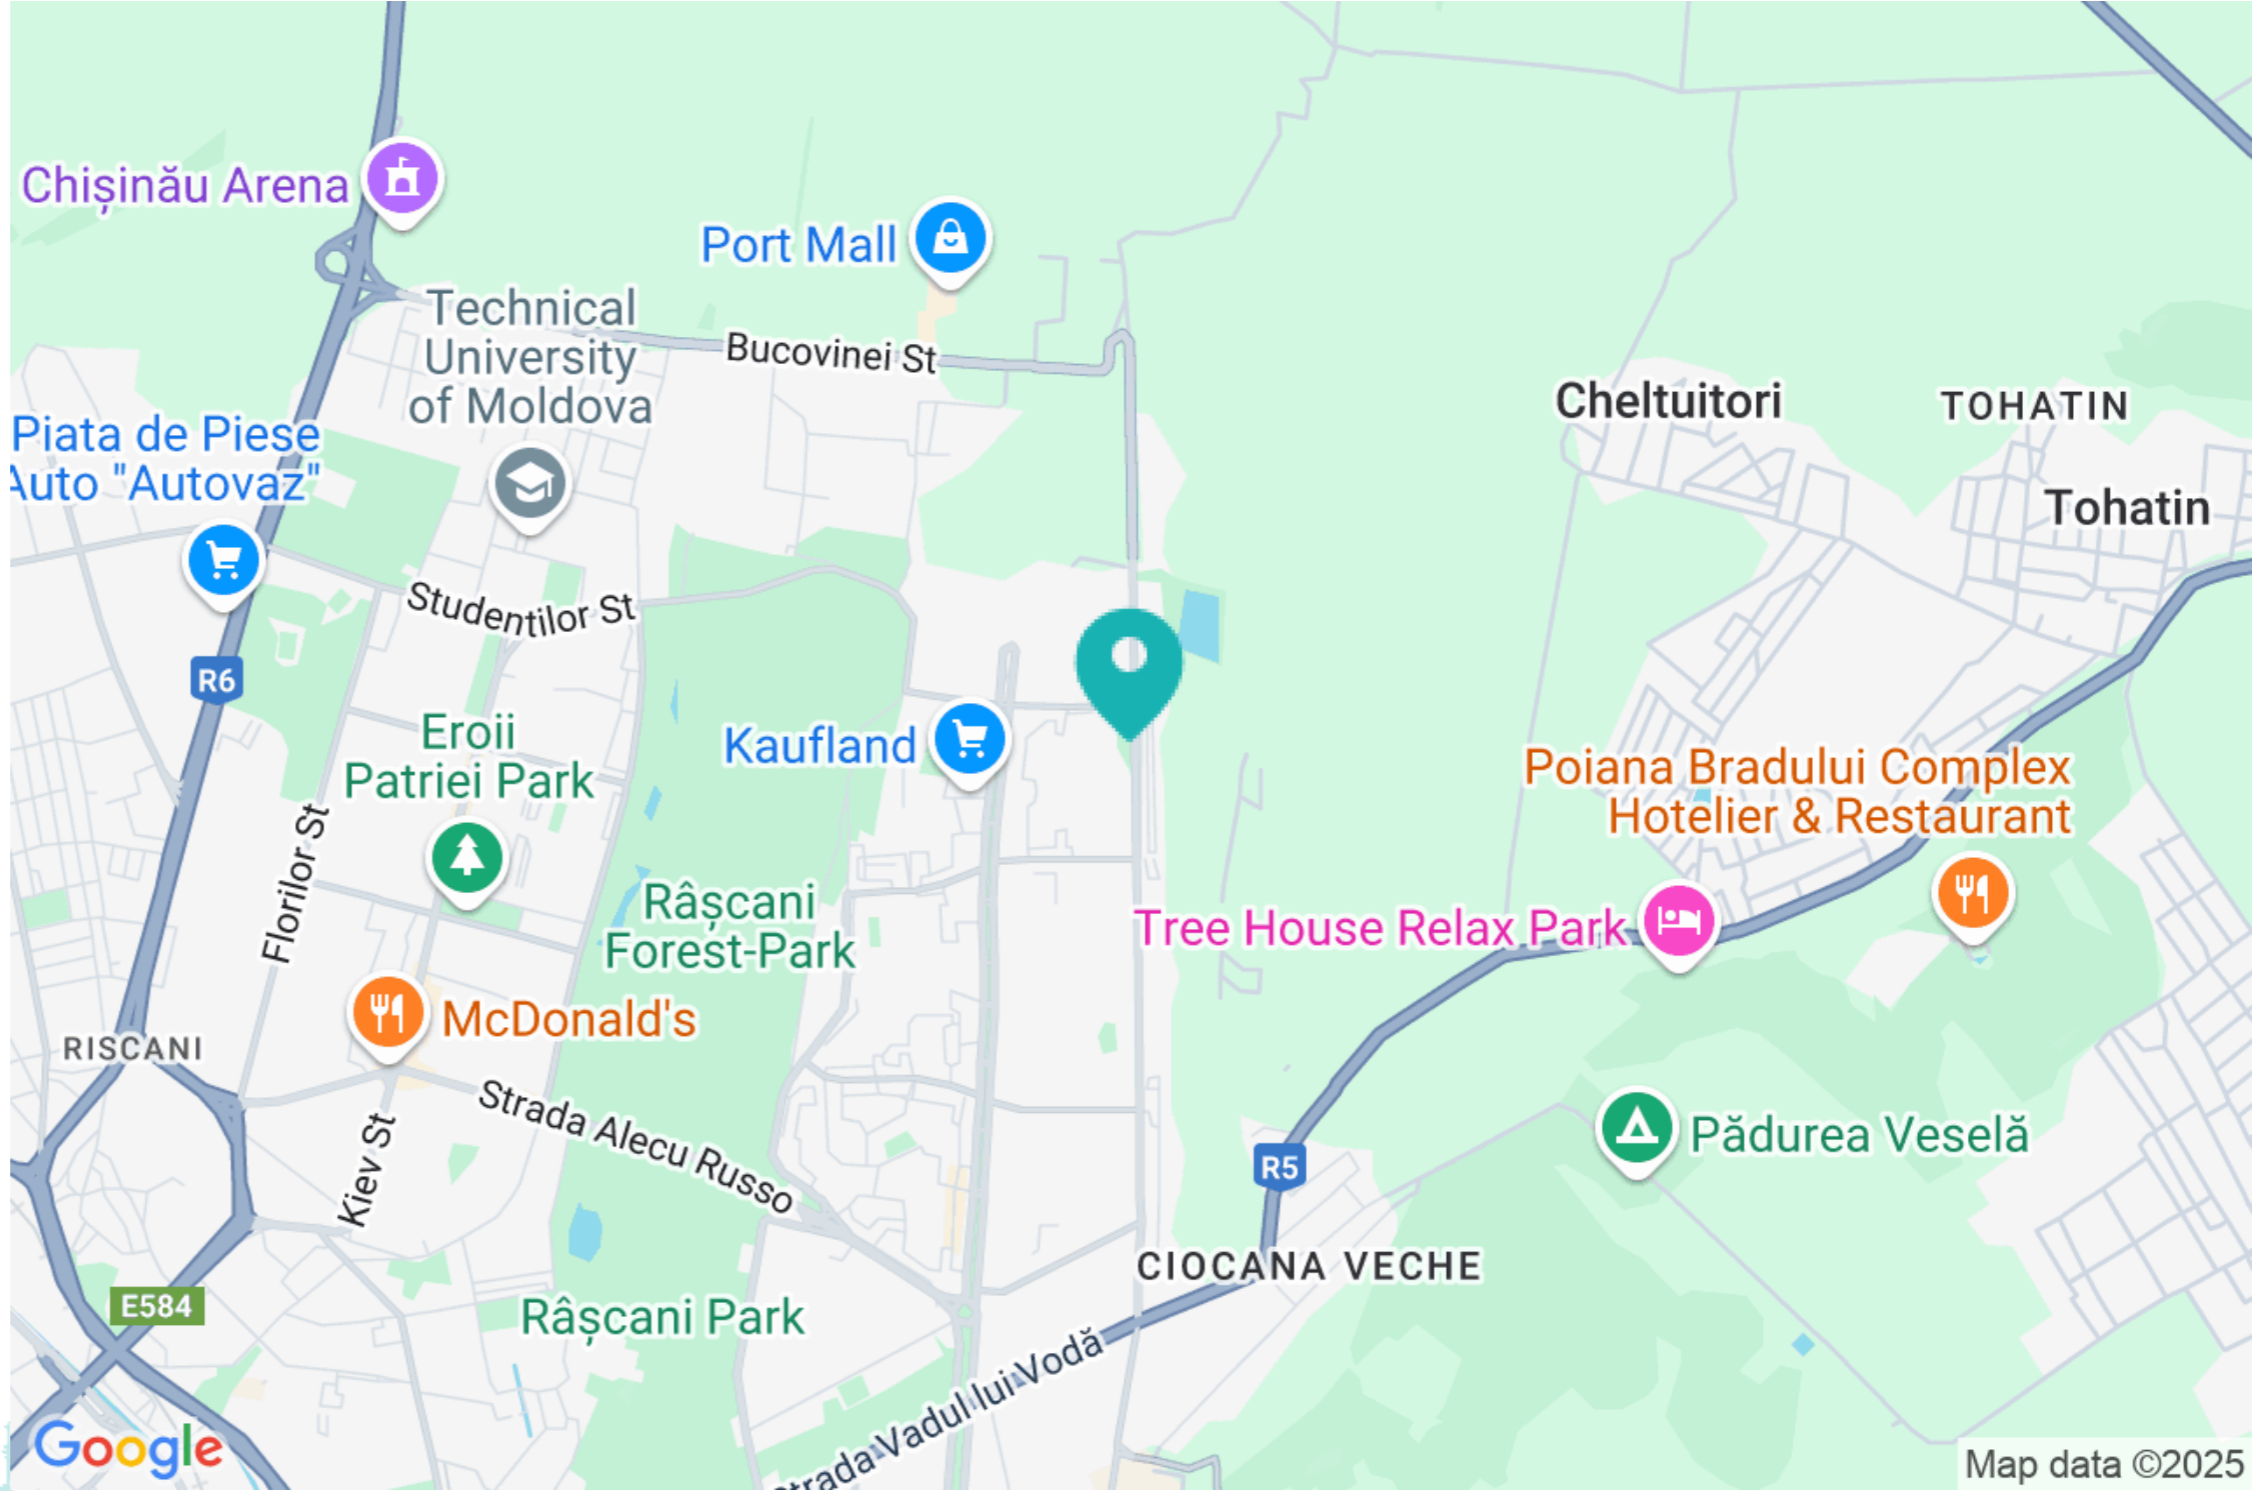 Chișinău Arena
Port Mall
Technical
University
of Moldova
Bucovinei St
Cheltuitori
TOHATIN
Piata de Piese
Auto "Autovaz"
Tohatin
Studentilor St
R6
Eroii
Patriei Park
Kaufland
Poiana Bradului Complex
Hotelier & Restaurant
Florilor St
Râșcani
Forest-Park
Tree House Relax Park
McDonald's
RISCANI
Strada Alecu Russo
Kiev St
Pădurea Veselă
R5
CIOCANA VECHE
E584
Râșcani Park
Strada Vadul lui Vodă
Google
Map data ©2025